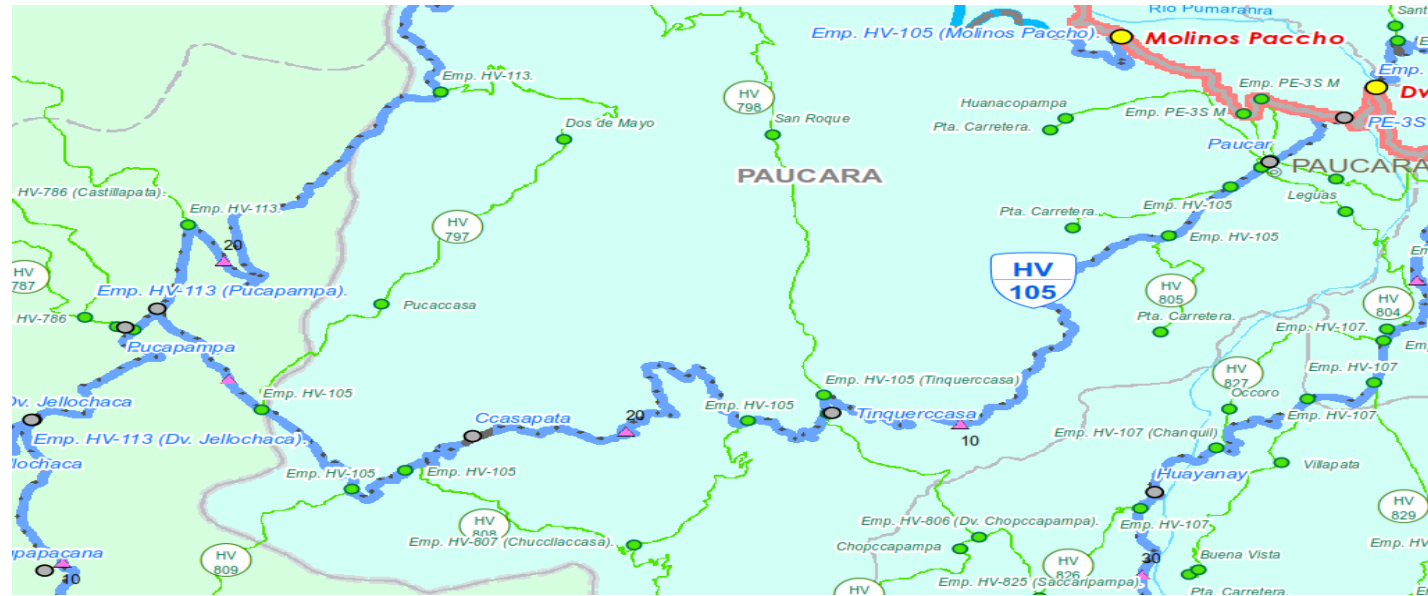 Río Pumaranra
Sant
Emp. HV-105 (Molinos Paccho).
Molinos Paccho
Emp. HV-113.
Emp.
Dv
Emp. PE-3S M
HV
798
Huanacopampa
Emp. PE-3S M
PE-3S
Dos de Mayo
San Roque
Pta. Carretera.
Paucar
PAUCARA
PAUCARA
HV-786 (Castillapata).
Emp. HV-113.
Leguas
Emp. HV-105
Pta. Carretera.
HV
797
Emp. HV-105
20
HV
787
HV
105
HV
805
Emp. HV-113 (Pucapampa).
Pucaccasa
HV
804
HV-786
Pta. Carretera.
Emp. HV-107.
Pucapampa
Emp. HV-107
HV
827
Emp. HV-105 (Tinquerccasa)
Occoro
Dv. Jellochaca
Emp. HV-105
Ccasapata
20
Emp. HV-105
Tinquerccasa
10
Emp. HV-107
Emp. HV-113 (Dv. Jellochaca).
Emp. HV-107 (Chanquil)
llochaca
Emp. HV-105
Emp. HV-105
Huayanay
Villapata
HV
829
HV
808
Emp. HV-806 (Dv. Chopccapampa).
Emp. HV-107
Emp. HV-807 (Chuccllaccasa).
Chopccapampa
Emp. HV
Buena Vista
upapacana
10
HV
809
HV
826
30
Emp. HV-825 (Saccaripampa).
HV
Pta. Carretera.